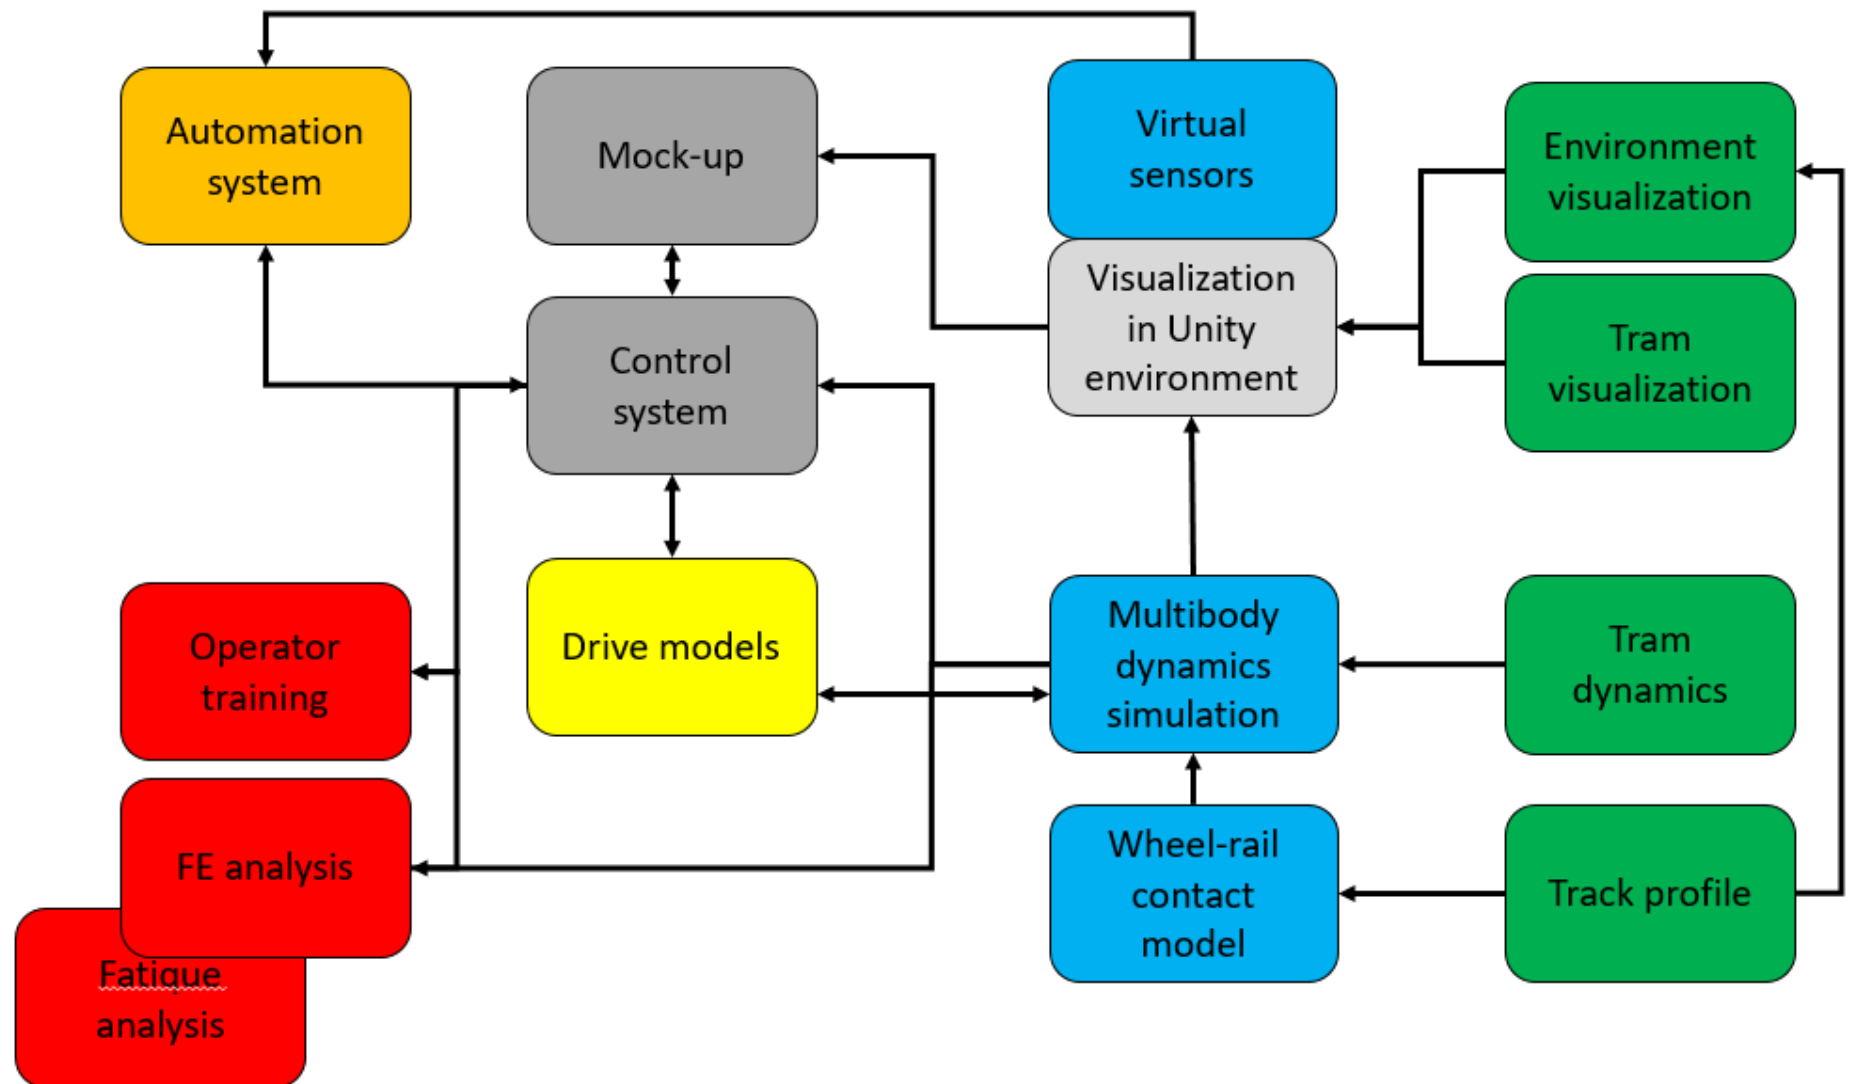 Automation
system
Mock-up
Virtual
sensors
Environment
visualization
Visualization
in Unity
environment
Control
system
Tram
visualization
Operator
training
Drive models
Multibody
dynamics
simulation
Tram
dynamics
FE analysis
Wheel-rail
contact
model
Track profile
Fatique
analysis